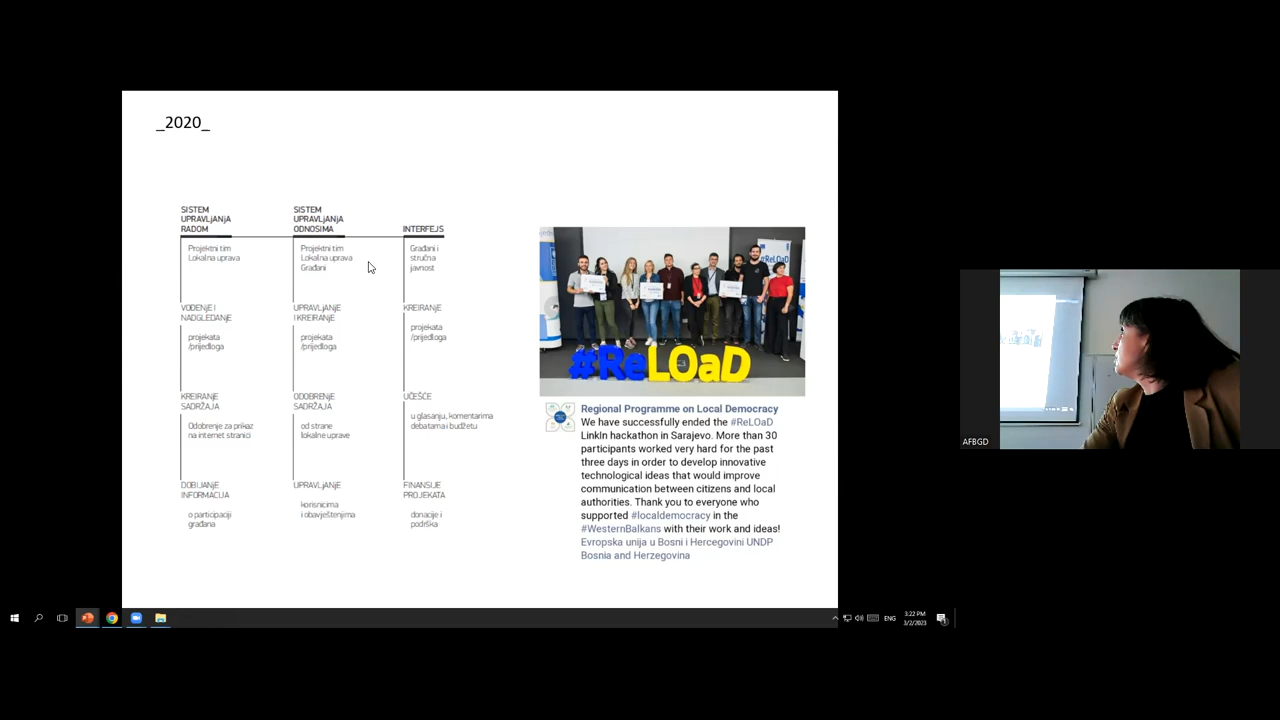 _2020_
SISTEM
UPRAVLjANjA
RADOM
Projektni tim
Lokalna uprava
VOĐENjE I
NADGLEDANjE
projekata
/prijedloga
KREIRANjE
SADRŽAJA
Odobrenje za prikaz
na internet stranici
DOBIJANjE
INFORMACIJA
o participaciji
građana
SISTEM
UPRAVLjANjA
ODNOSIMA
Projektni tim
Lokalna uprava
Građani
UPRAVLjANjE
I KREIRANjE
projekata
/prijedloga
ODOBRENjE
SADRŽAJA
od strane
lokalne uprave
UPRAVLjANjE
korisnicima
i obavještenjima
INTERFEJS
Građani i
stručna
javnost
KREIRANjE
projekata
/prijedloga
UČEŠĆE
u glasanju, komentarima
debatama i budžetu
FINANSIJE
PROJEKATA
donacije i
podrška
#ReLOaD
#ReLOaD
Regional Programme on Local Democracy
We have successfully ended the #ReLOaD
LinkIn hackathon in Sarajevo. More than 30
participants worked very hard for the past
three days in order to develop innovative
technological ideas that would improve
communication between citizens and local
authorities. Thank you to everyone who
supported #localdemocracy in the
#WesternBalkans with their work and ideas!
Evropska unija u Bosni i Hercegovini UNDP
Bosnia and Herzegovina
AFBGD
ENG
3:22 PM
3/2/2023